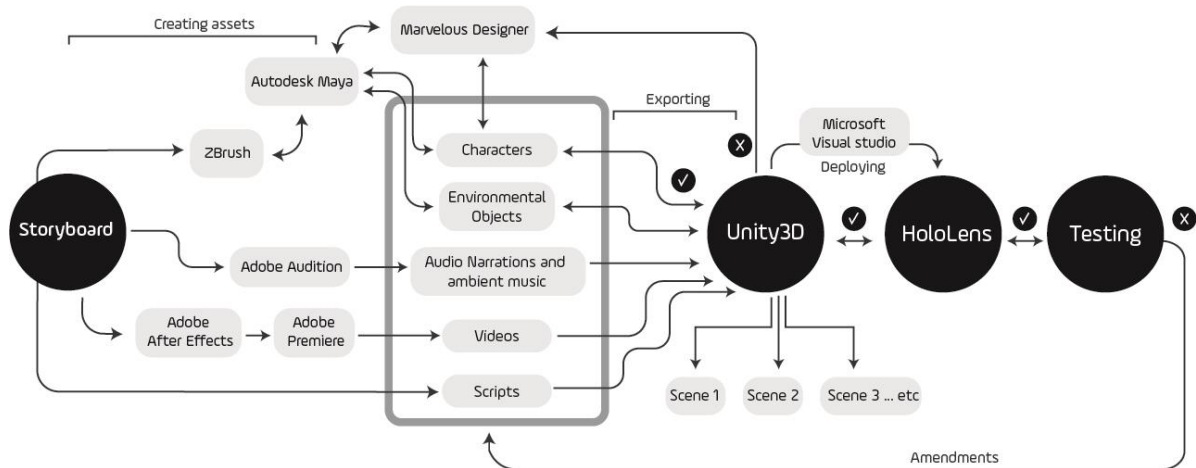 Creating assets
Marvelous Designer
Autodesk Maya
Exporting
Microsoft
Visual studio
Deploying
ZBrush
Characters
X
✓
Environmental
Objects
Storyboard
Unity3D
✓
HoloLens
✓
Testing
X
Adobe Audition
Audio Narrations and
ambient music
Adobe
After Effects
Adobe
Premiere
Videos
Scripts
Scene 1
Scene 2
Scene 3 ... etc
Amendments